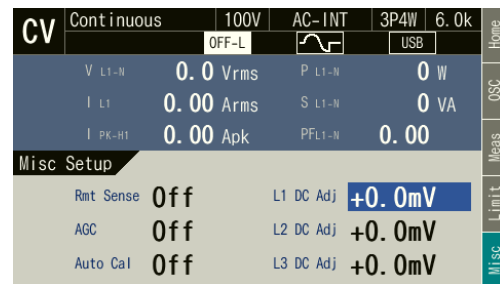 CV Continuous 100V AC-INT 3P4W 6.0k
OFF-L USB
V L1-N 0.0 Vrms P L1-N 0 W
I L1 0.00 Arms S L1-N 0 VA
I PK-H1 0.00 Apk PFL1-N 0.00
Misc Setup
Rmt Sense Off L1 DC Adj +0.0mV
AGC Off L2 DC Adj +0.0mV
Auto Cal Off L3 DC Adj +0.0mV
Home
OSC
Meas
Limit
Misc